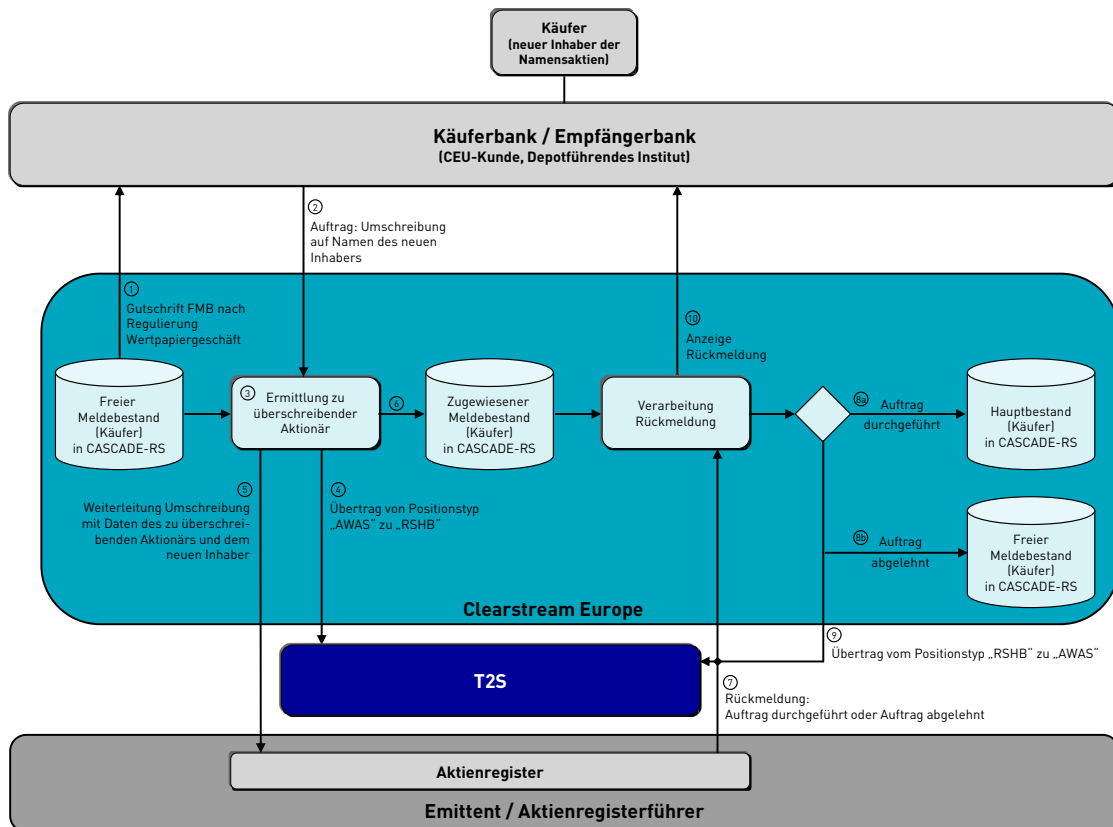 Käufer
(neuer Inhaber der
Namensaktien)
Käuferbank / Empfängerbank
(CEU-Kunde, Depotführendes Institut)
2
Auftrag: Umschreibung
auf Namen des neuen
Inhabers
1
Gutschrift FMB nach
Regulierung
Wertpapiergeschäft
10
Anzeige
Rückmeldung
Freier
Meldebestand
(Käufer)
in CASCADE-RS
3 Ermittlung zu
überschreibender
Aktionär
6
Zugewiesener
Meldebestand
(Käufer)
in CASCADE-RS
Verarbeitung
Rückmeldung
8a Auftrag
durchgeführt
Hauptbestand
(Käufer)
in CASCADE-RS
5
Weiterleitung Umschreibung
mit Daten des zu überschrei-
benden Aktionärs und dem
neuen Inhaber
4
Übertrag von Positionstyp
„AWAS“ zu „RSHB“
8b Auftrag
abgelehnt
Freier
Meldebestand
(Käufer)
in CASCADE-RS
Clearstream Europe
9
Übertrag vom Positionstyp „RSHB“ zu „AWAS“
T2S
7
Rückmeldung:
Auftrag durchgeführt oder Auftrag abgelehnt
Aktienregister
Emittent / Aktienregisterführer